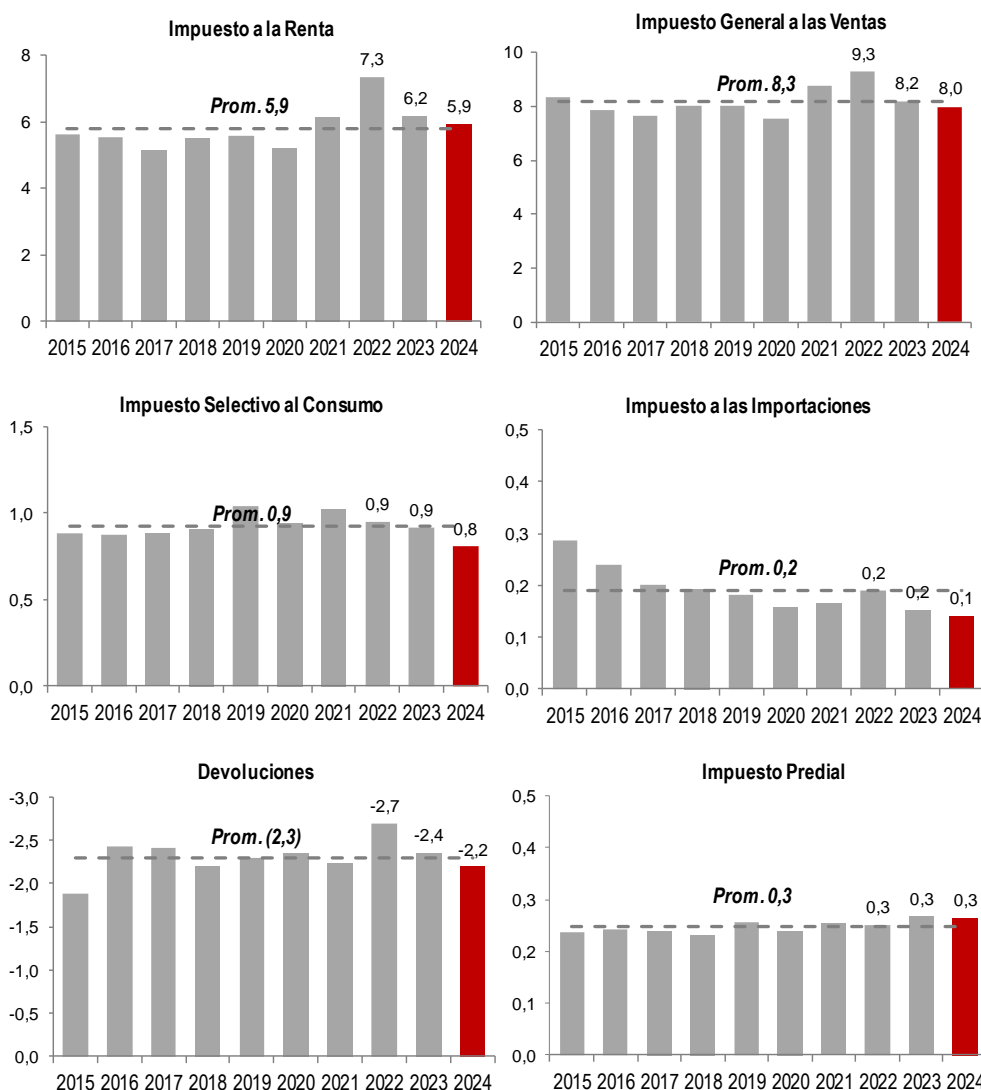 Impuesto a la Renta
8
6
4
2
0
Prom. 5,9
7,3
6,2
5,9
2015 2016 2017 2018 2019 2020 2021 2022 2023 2024
Impuesto General a las Ventas
10
8
6
4
2
0
Prom. 8,3
9,3
8,2
8,0
2015 2016 2017 2018 2019 2020 2021 2022 2023 2024
Impuesto Selectivo al Consumo
1,5
1,0
0,5
0,0
Prom. 0,9
0,9
0,9
0,8
2015 2016 2017 2018 2019 2020 2021 2022 2023 2024
Impuesto a las Importaciones
0,5
0,4
0,3
0,2
0,1
0,0
Prom. 0,2
0,2
0,2
0,1
2015 2016 2017 2018 2019 2020 2021 2022 2023 2024
Devoluciones
-3,0
-2,5
-2,0
-1,5
-1,0
-0,5
0,0
Prom. (2,3)
-2,7
-2,4
-2,2
2015 2016 2017 2018 2019 2020 2021 2022 2023 2024
Impuesto Predial
0,5
0,4
0,3
0,2
0,1
0,0
Prom. 0,3
0,3
0,3
0,3
2015 2016 2017 2018 2019 2020 2021 2022 2023 2024